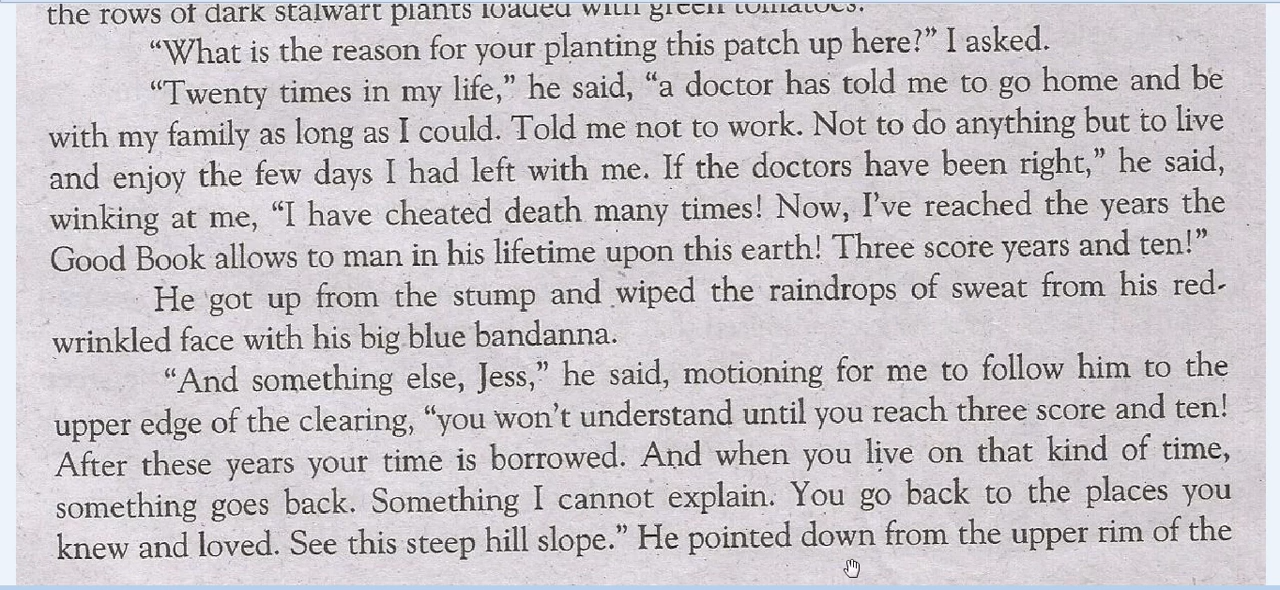 the rows of dark stalwart plants loaded with green tomatoes.
“What is the reason for your planting this patch up here?” I asked.
“Twenty times in my life,” he said, “a doctor has told me to go home and be
with my family as long as I could. Told me not to work. Not to do anything but to live
and enjoy the few days I had left with me. If the doctors have been right,” he said,
winking at me, “I have cheated death many times! Now, I’ve reached the years the
Good Book allows to man in his lifetime upon this earth! Three score years and ten!”
He got up from the stump and wiped the raindrops of sweat from his red-
wrinkled face with his big blue bandanna.
“And something else, Jess,” he said, motioning for me to follow him to the
upper edge of the clearing, “you won’t understand until you reach three score and ten!
After these years your time is borrowed. And when you live on that kind of time,
something goes back. Something I cannot explain. You go back to the places you
knew and loved. See this steep hill slope.” He pointed down from the upper rim of the